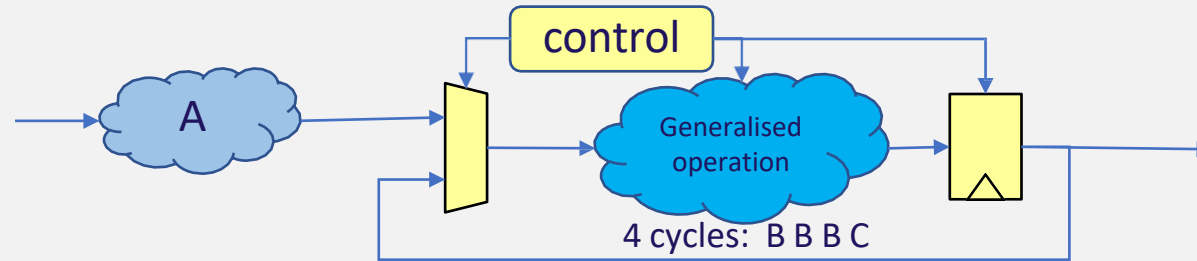 control
A
Generalised
operation
4 cycles: B B B C